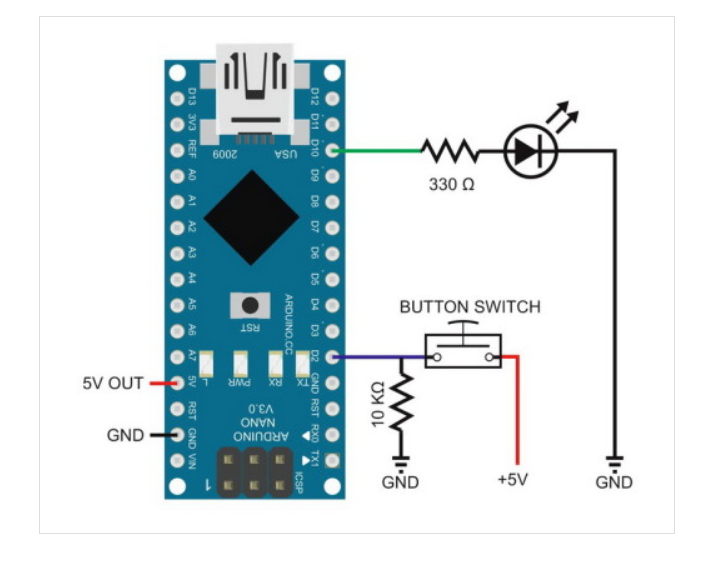 D13
3V3
REF
A0
A1
A2
A3
A4
A5
A6
A7
5V
RST
GND
VIN
D12
D11
D10
D9
D8
D7
D6
D5
D4
D3
D2
GND
RST
RX0
TX1
2009
USA
RST
ARDUINO.CC
L
PWR
RX
TX
ARDUINO
NANO
V3.0
1
ICSP
5V OUT
GND
330 Ω
BUTTON SWITCH
10 KΩ
GND
+5V
GND